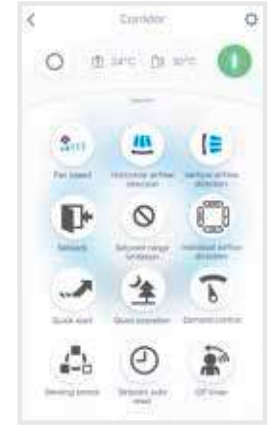 Corridor
24°C 30°C
Fan speed
Horizontal airflow
direction
Vertical airflow
direction
Setback
Setpoint range
limitation
Individual airflow
direction
Quick start
Quiet operation
Demand control
Sensing sensor
Setpoint auto
reset
Off timer